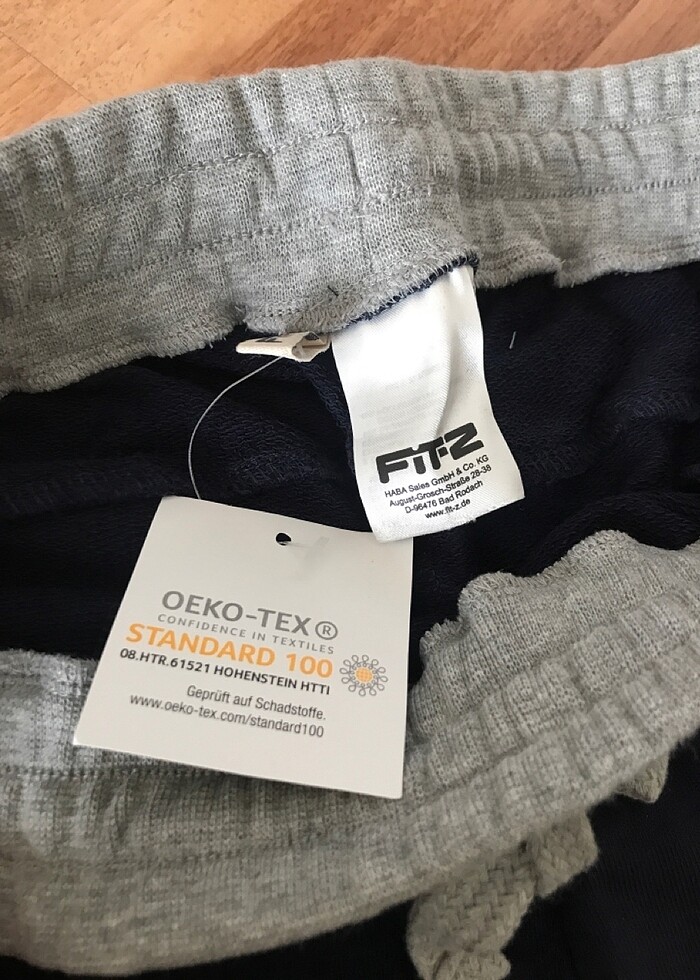 FIT-Z
HABA Sales GmbH & Co. KG
August-Grosch-Straße 28-38
D-96476 Bad Rodach
www.fit-z.de
OEKO-TEX®
CONFIDENCE IN TEXTILES
STANDARD 100
08.HTR.61521 HOHENSTEIN HTTI
Geprüft auf Schadstoffe.
www.oeko-tex.com/standard100